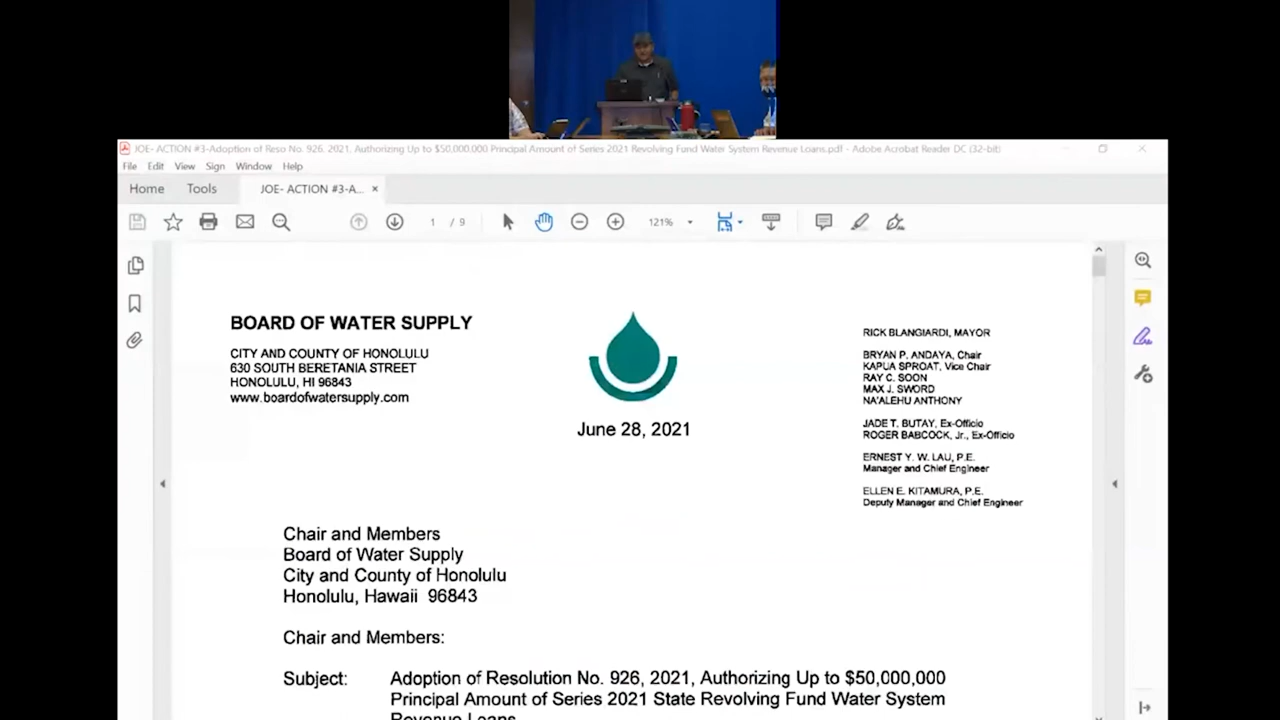 JOE- ACTION #3-Adoption of Reso No. 926, 2021, Authorizing Up to $50,000,000 Principal Amount of Series 2021 Revolving Fund Water System Revenue Loans.pdf - Adobe Acrobat Reader DC (32-bit)
File Edit View Sign Window Help
Home Tools JOE- ACTION #3-A... ×
1 / 9 121%
BOARD OF WATER SUPPLY
CITY AND COUNTY OF HONOLULU
630 SOUTH BERETANIA STREET
HONOLULU, HI 96843
www.boardofwatersupply.com
June 28, 2021
RICK BLANGIARDI, MAYOR
BRYAN P. ANDAYA, Chair
KAPUA SPROAT, Vice Chair
RAY C. SOON
MAX J. SWORD
NA'ALEHU ANTHONY
JADE T. BUTAY, Ex-Officio
ROGER BABCOCK, Jr., Ex-Officio
ERNEST Y. W. LAU, P.E.
Manager and Chief Engineer
ELLEN E. KITAMURA, P.E.
Deputy Manager and Chief Engineer
Chair and Members
Board of Water Supply
City and County of Honolulu
Honolulu, Hawaii 96843
Chair and Members:
Subject: Adoption of Resolution No. 926, 2021, Authorizing Up to $50,000,000
Principal Amount of Series 2021 State Revolving Fund Water System
Revenue Loans